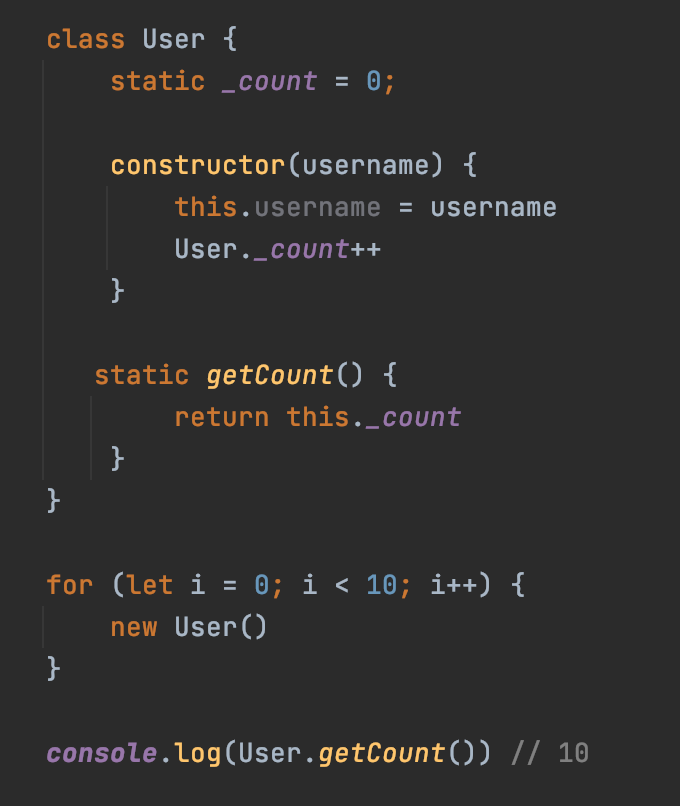 class User {
    static _count = 0;

    constructor(username) {
        this.username = username
        User._count++
    }

   static getCount() {
        return this._count
    }
}

for (let i = 0; i < 10; i++) {
    new User()
}

console.log(User.getCount()) // 10